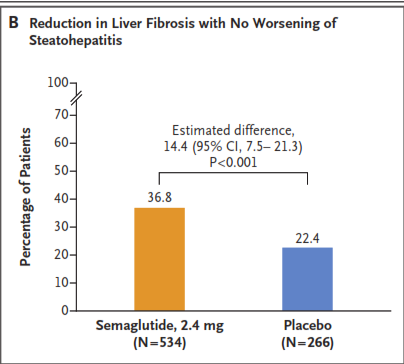 B Reduction in Liver Fibrosis with No Worsening of
Steatohepatitis
100
70
60
50
40
30
20
10
0
Percentage of Patients
Estimated difference,
14.4 (95% CI, 7.5– 21.3)
P<0.001
36.8
22.4
Semaglutide, 2.4 mg
(N=534)
Placebo
(N=266)